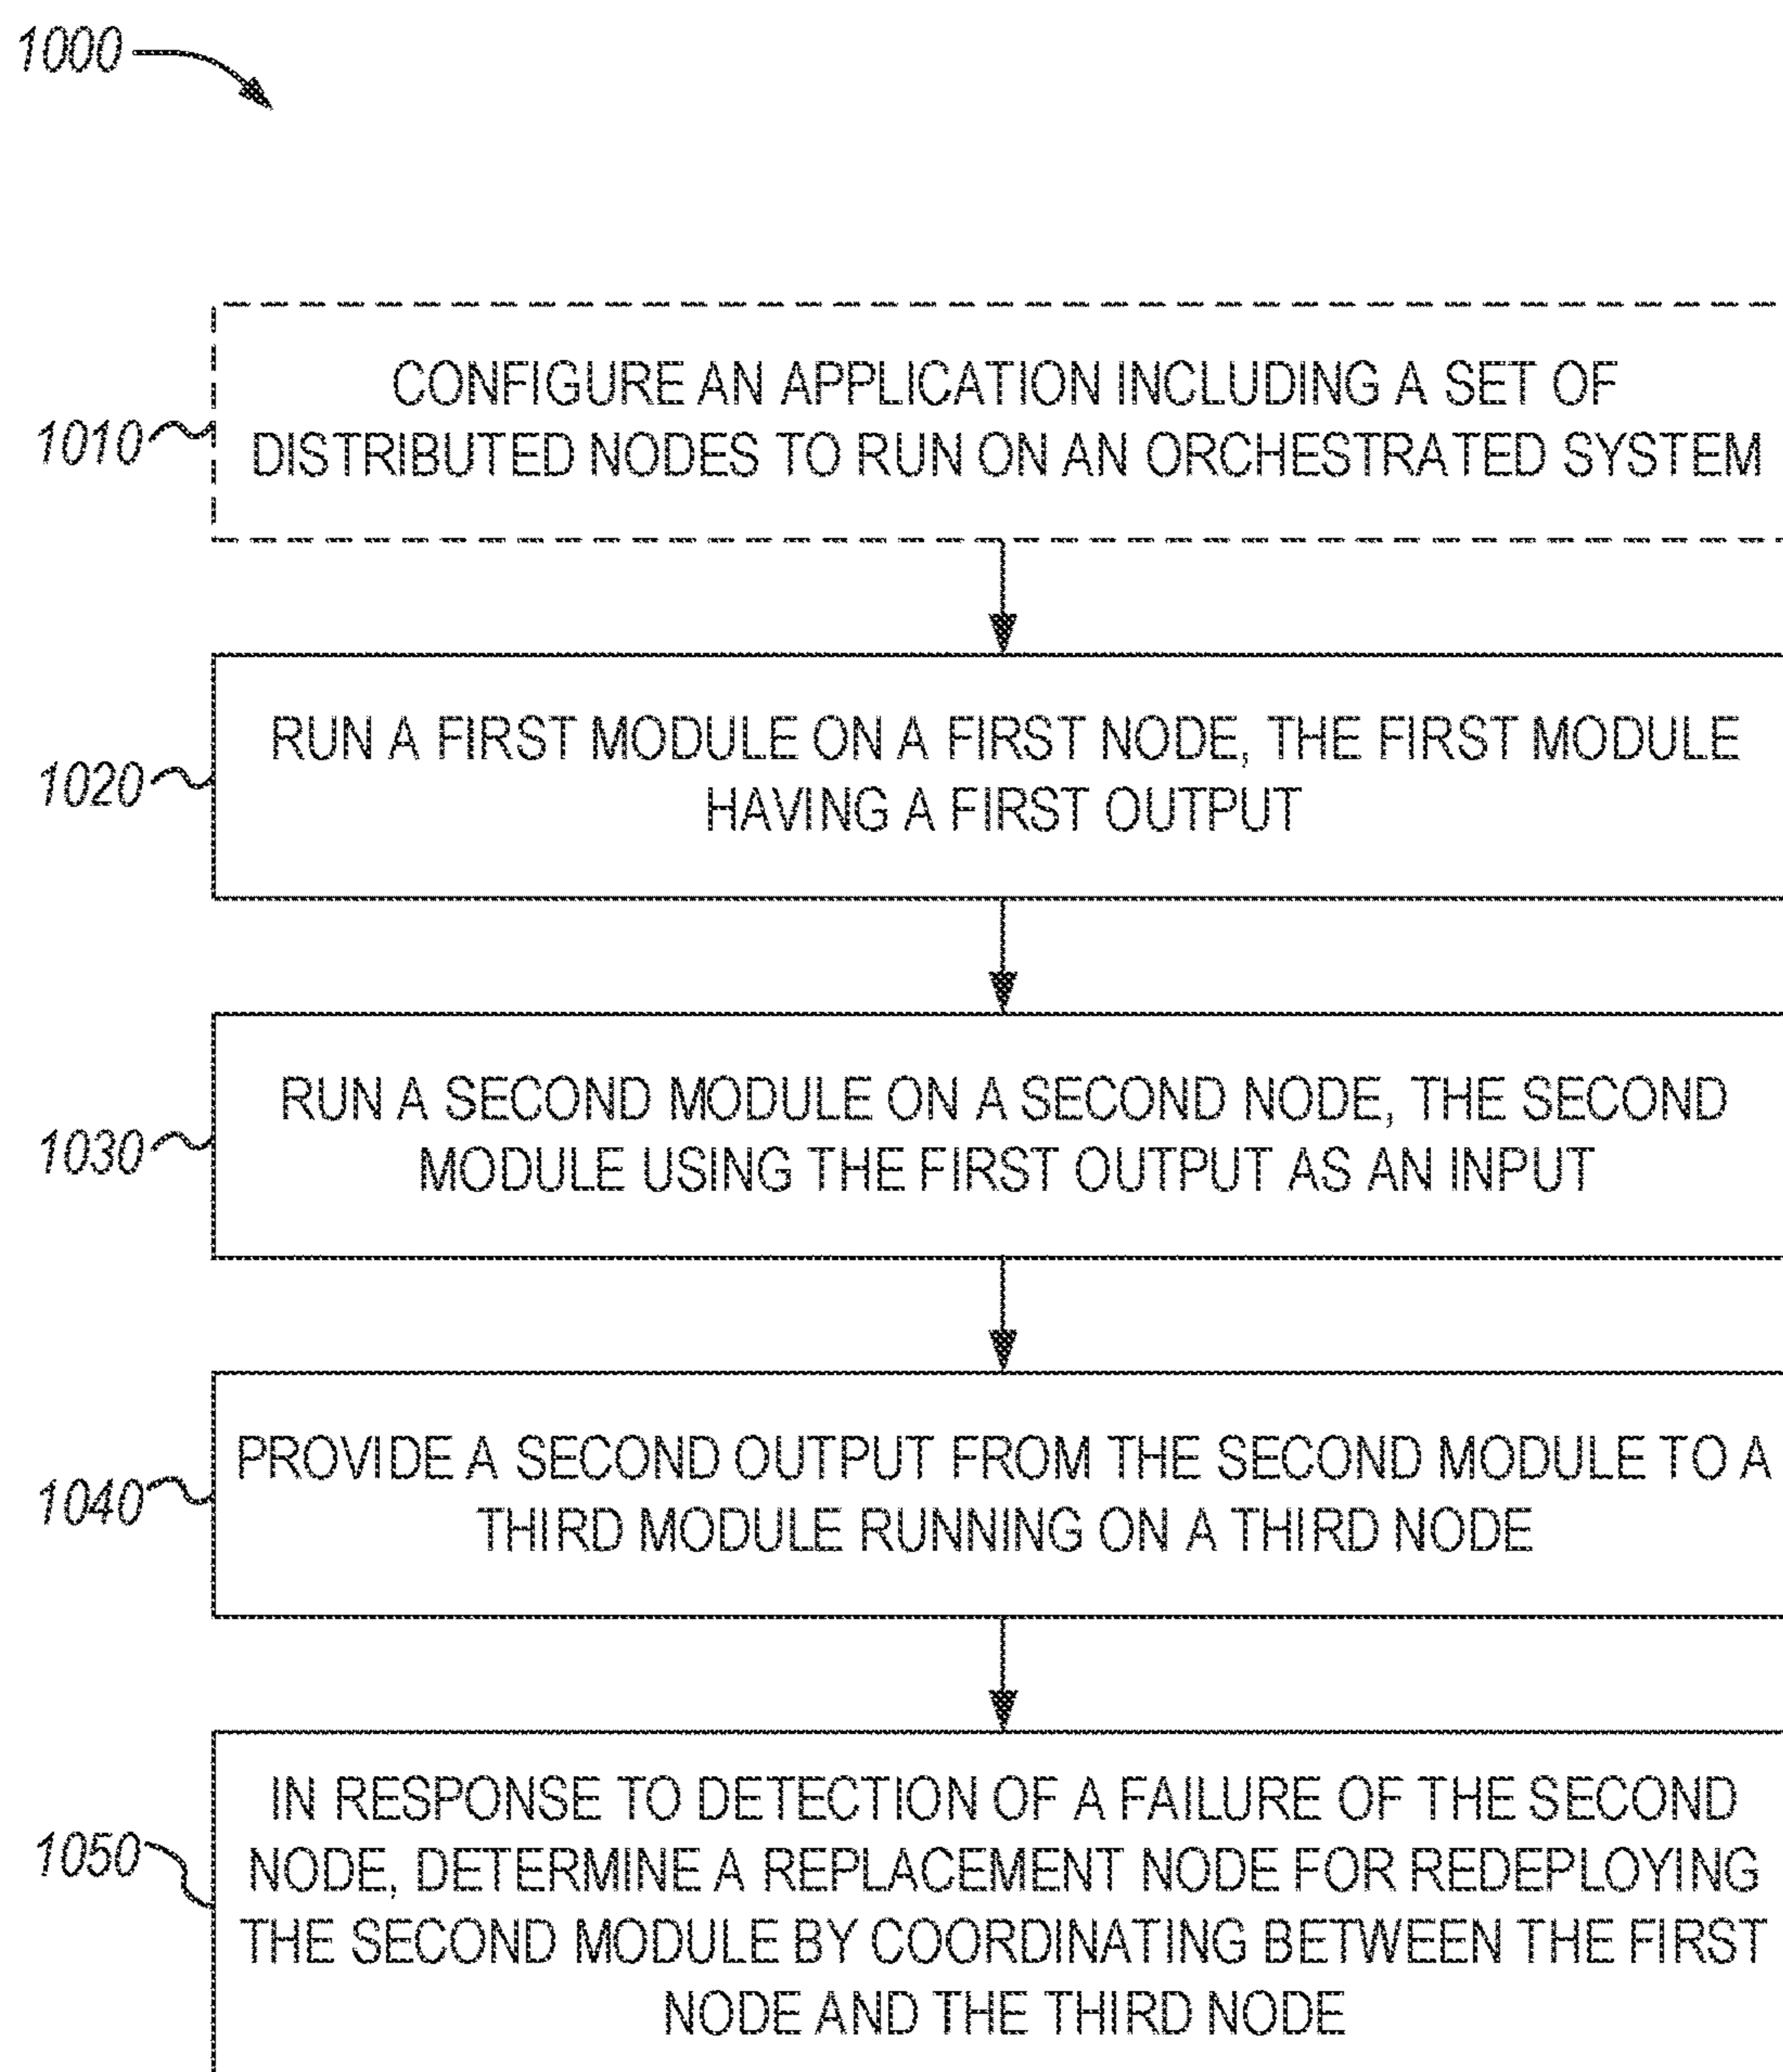 1000
CONFIGURE AN APPLICATION INCLUDING A SET OF
DISTRIBUTED NODES TO RUN ON AN ORCHESTRATED SYSTEM
1010
RUN A FIRST MODULE ON A FIRST NODE, THE FIRST MODULE
HAVING A FIRST OUTPUT
1020
RUN A SECOND MODULE ON A SECOND NODE, THE SECOND
MODULE USING THE FIRST OUTPUT AS AN INPUT
1030
PROVIDE A SECOND OUTPUT FROM THE SECOND MODULE TO A
THIRD MODULE RUNNING ON A THIRD NODE
1040
IN RESPONSE TO DETECTION OF A FAILURE OF THE SECOND
NODE, DETERMINE A REPLACEMENT NODE FOR REDEPLOYING
THE SECOND MODULE BY COORDINATING BETWEEN THE FIRST
NODE AND THE THIRD NODE
1050